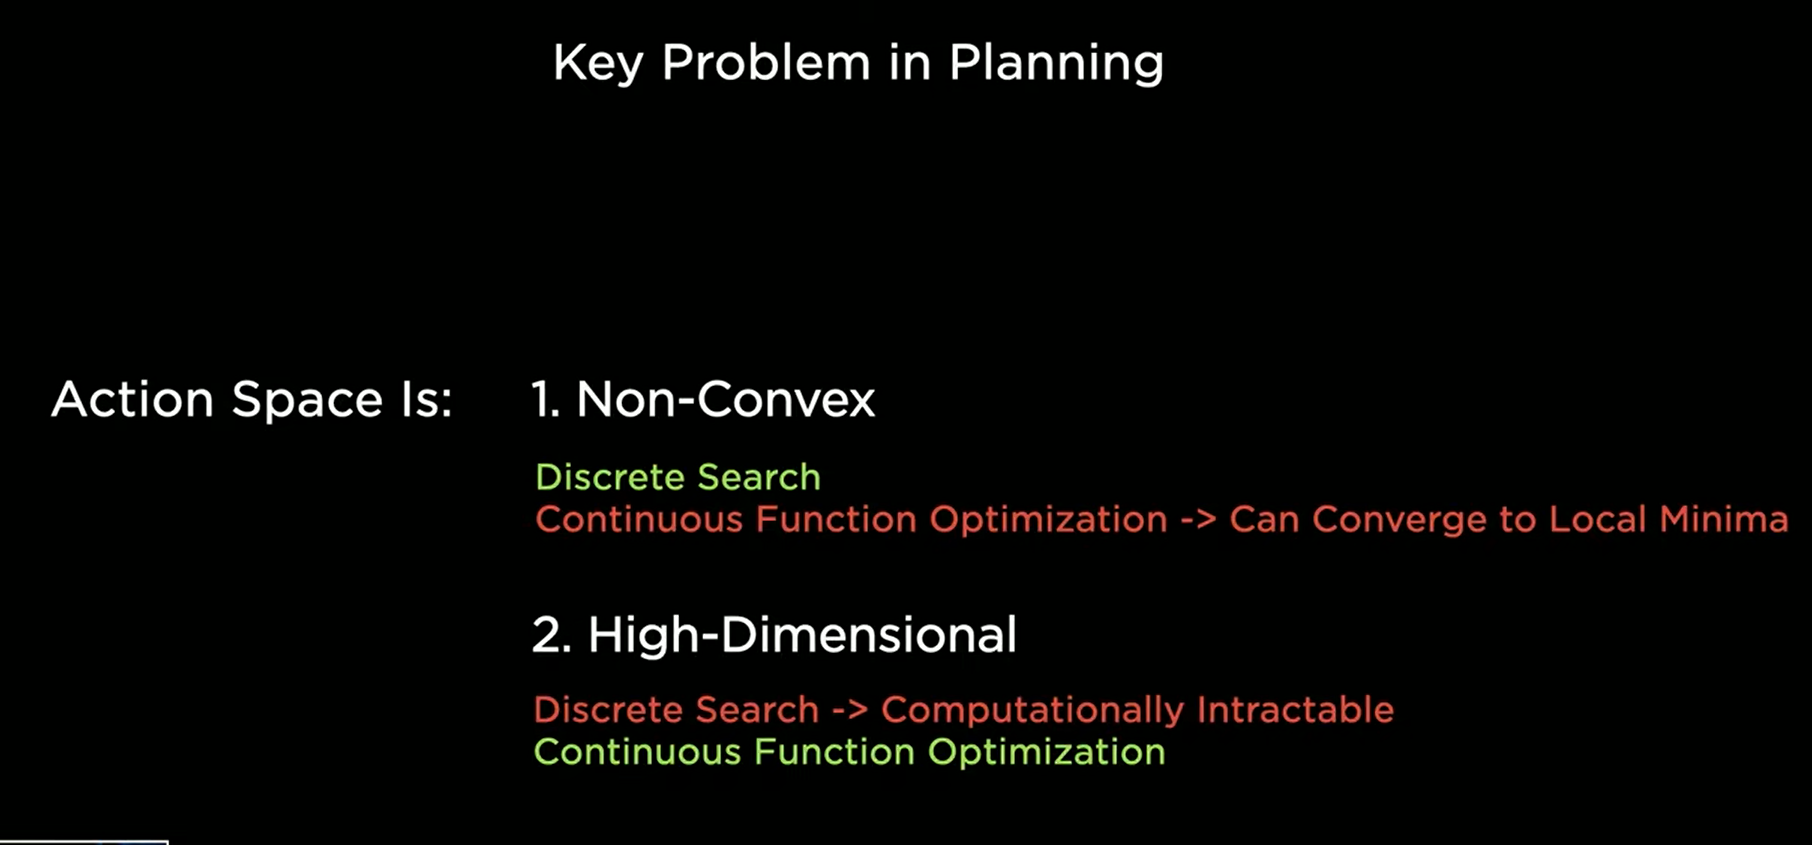 Key Problem in Planning
Action Space Is:
1. Non-Convex
Discrete Search
Continuous Function Optimization -> Can Converge to Local Minima
2. High-Dimensional
Discrete Search -> Computationally Intractable
Continuous Function Optimization